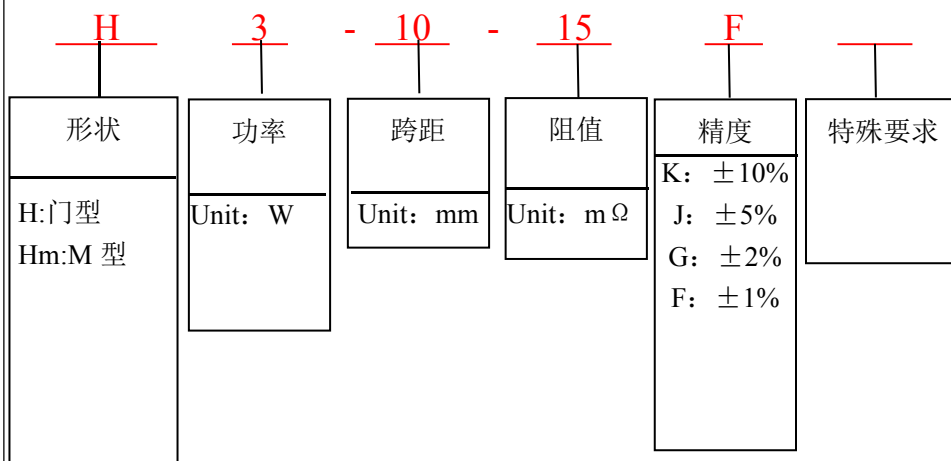 H 3 - 10 - 15 F
形状 功率 跨距 阻值 精度 特殊要求
H:门型
Hm:M 型
Unit：W
Unit：mm
Unit：mΩ
K：±10%
J：±5%
G：±2%
F：±1%